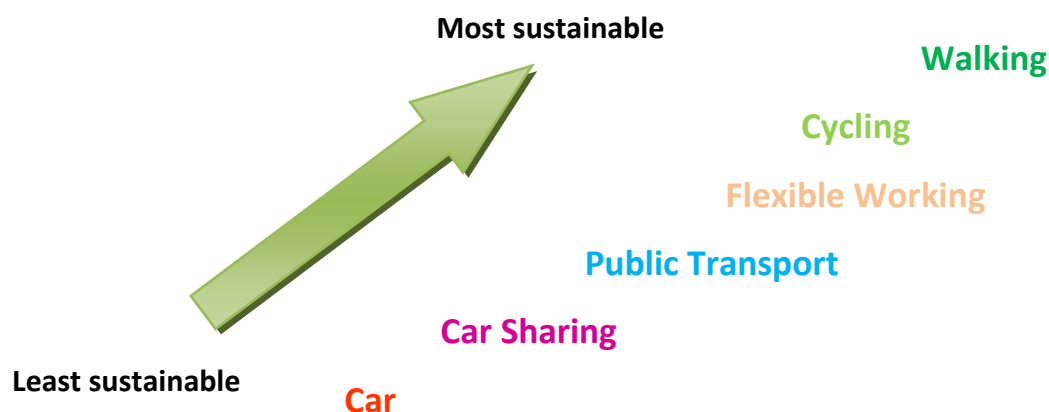 Most sustainable
Walking
Cycling
Flexible Working
Public Transport
Car Sharing
Least sustainable
Car